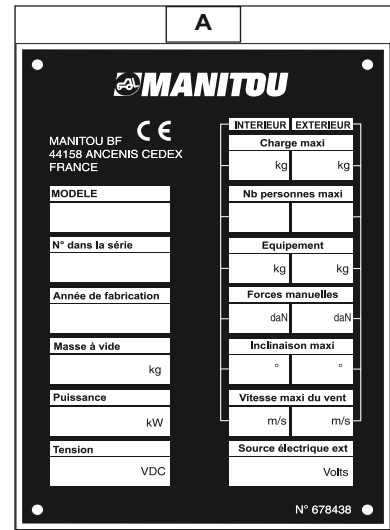 A
MANITOU
MANITOU BF
44158 ANCENIS CEDEX
FRANCE
CE
MODELE
N° dans la série
Année de fabrication
Masse à vide
kg
Puissance
kW
Tension
VDC
INTERIEUR EXTERIEUR
Charge maxi
kg kg
Nb personnes maxi
Equipement
kg kg
Forces manuelles
daN daN
Inclinaison maxi
° °
Vitesse maxi du vent
m/s m/s
Source électrique ext
Volts
N° 678438